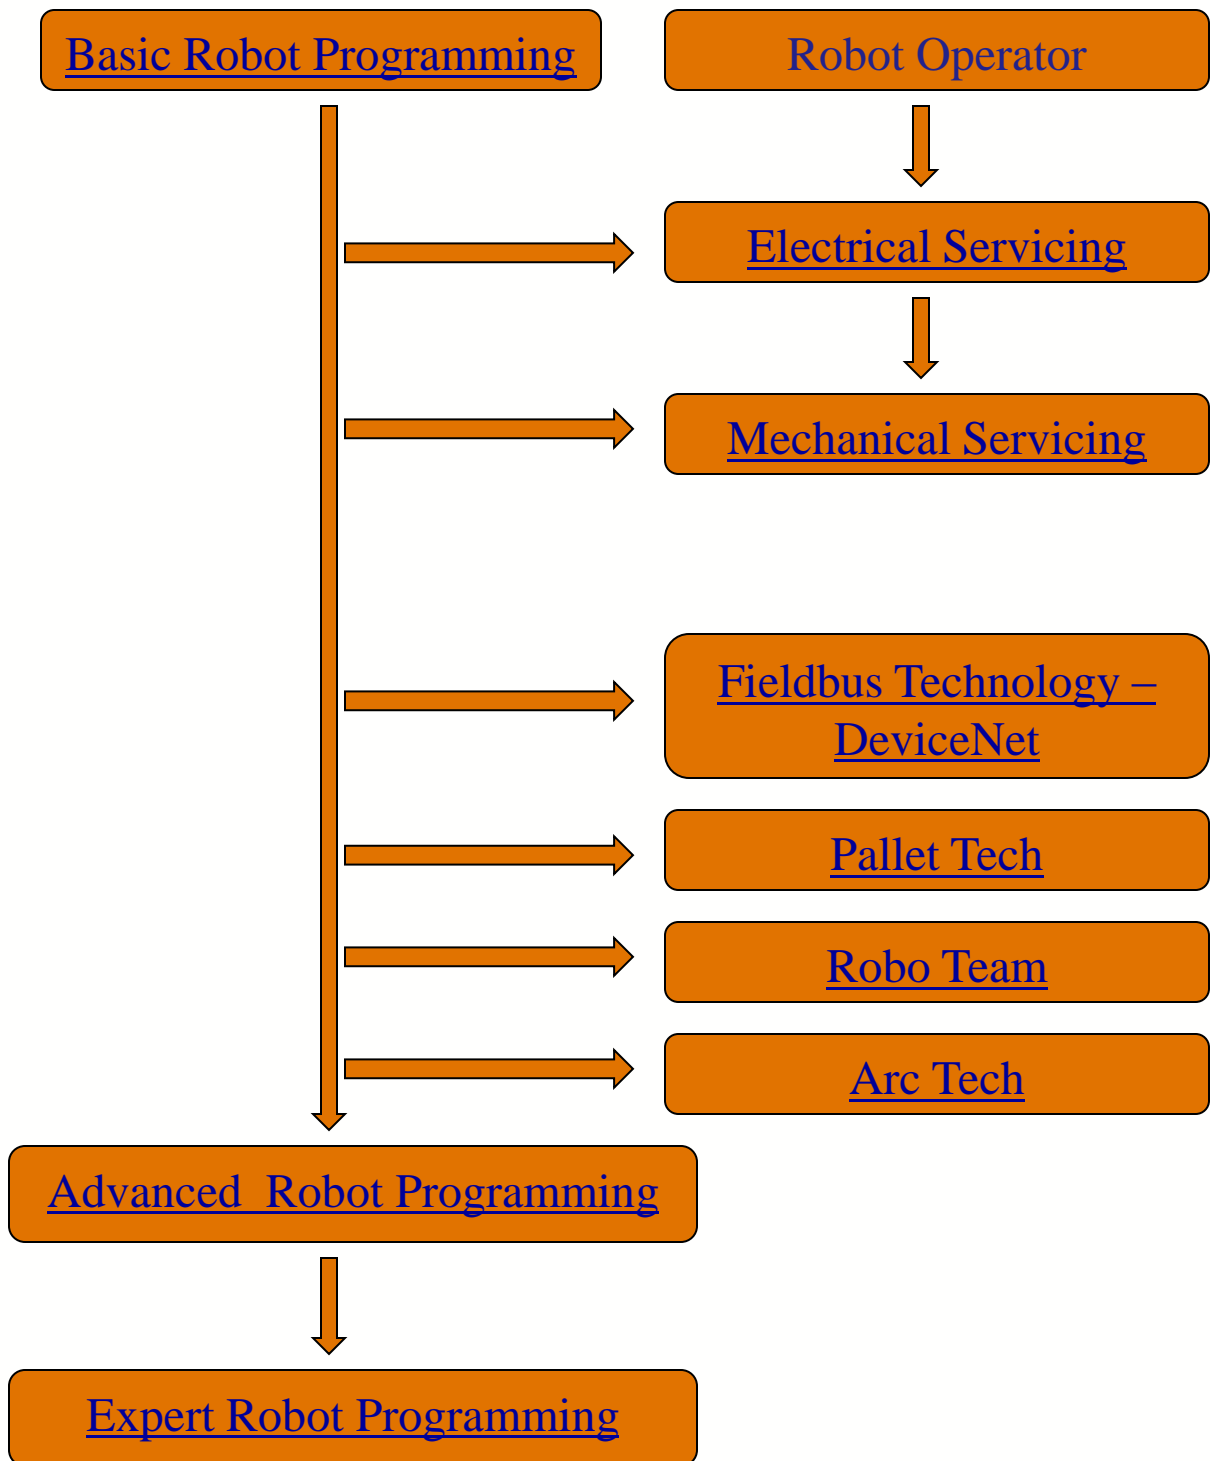 Basic Robot Programming
Robot Operator
Electrical Servicing
Mechanical Servicing
Fieldbus Technology –
DeviceNet
Pallet Tech
Robo Team
Arc Tech
Advanced  Robot Programming
Expert Robot Programming